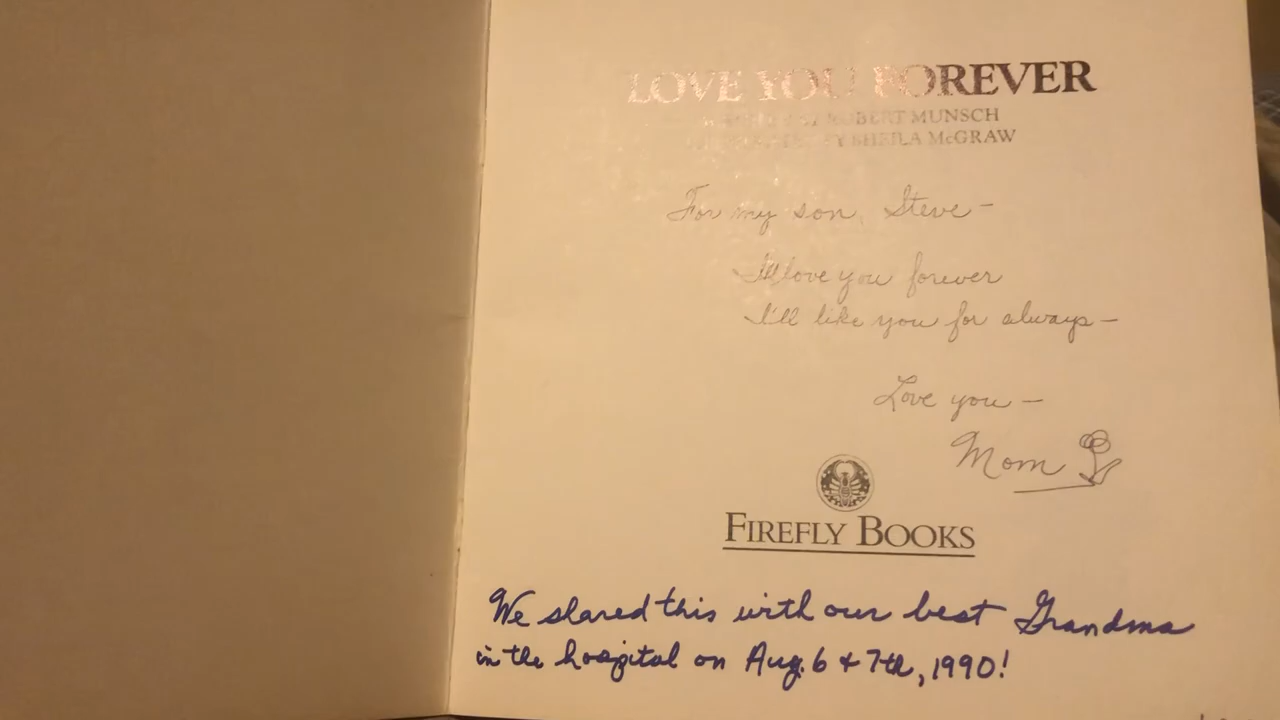 LOVE YOU FOREVER
ROBERT MUNSCH
BY SHEILA McGRAW
For my son, Steve-
I'll love you forever
I'll like you for always-
Love you-
Mom
FIREFLY BOOKS
We shared this with our best Grandma
in the hospital on Aug. 6 & 7th, 1990!